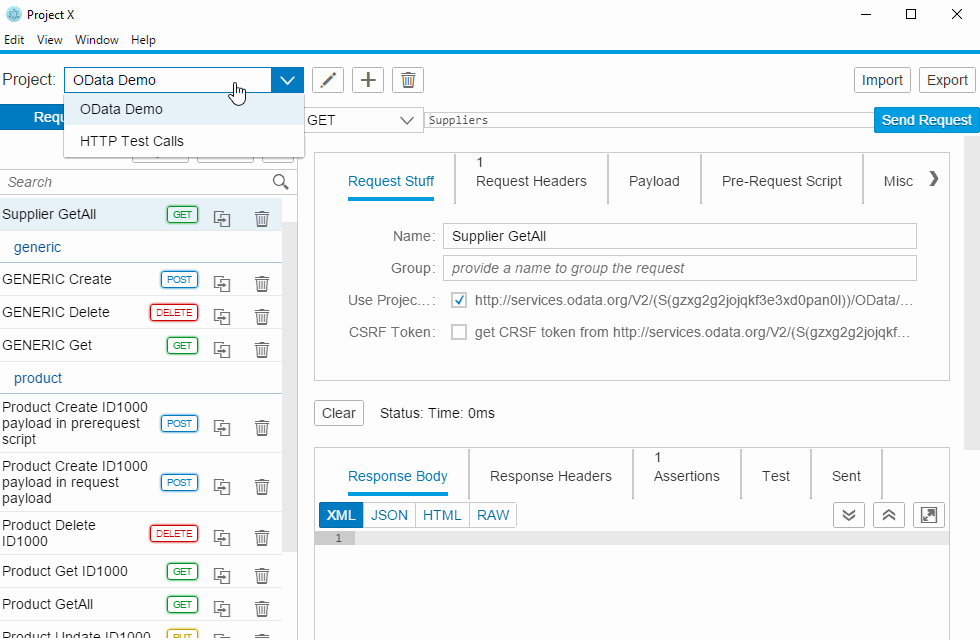 Project X
Edit View Window Help
Project: OData Demo
Import Export
OData Demo
HTTP Test Calls
GET
Suppliers
Send Request
Search
Supplier GetAll GET
generic
GENERIC Create POST
GENERIC Delete DELETE
GENERIC Get GET
product
Product Create ID1000
payload in prerequest
script
POST
Product Create ID1000
payload in request
payload
POST
Product Delete
ID1000
DELETE
Product Get ID1000 GET
Product GetAll GET
Product Update ID1000 PUT
Request Stuff
1
Request Headers
Payload
Pre-Request Script
Misc
Name: Supplier GetAll
Group: provide a name to group the request
Use Projec...: http://services.odata.org/V2/(S(gzxg2g2jojqkf3e3xd0pan0l))/OData/...
CSRF Token: get CRSF token from http://services.odata.org/V2/(S(gzxg2g2jojqkf...
Clear Status: Time: 0ms
Response Body
Response Headers
1
Assertions
Test
Sent
XML JSON HTML RAW
1